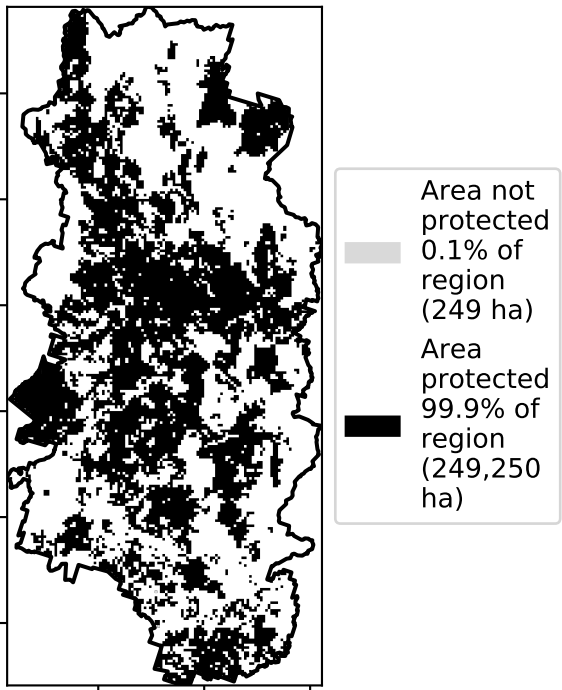 Area not
protected
0.1% of
region
(249 ha)
Area
protected
99.9% of
region
(249,250
ha)